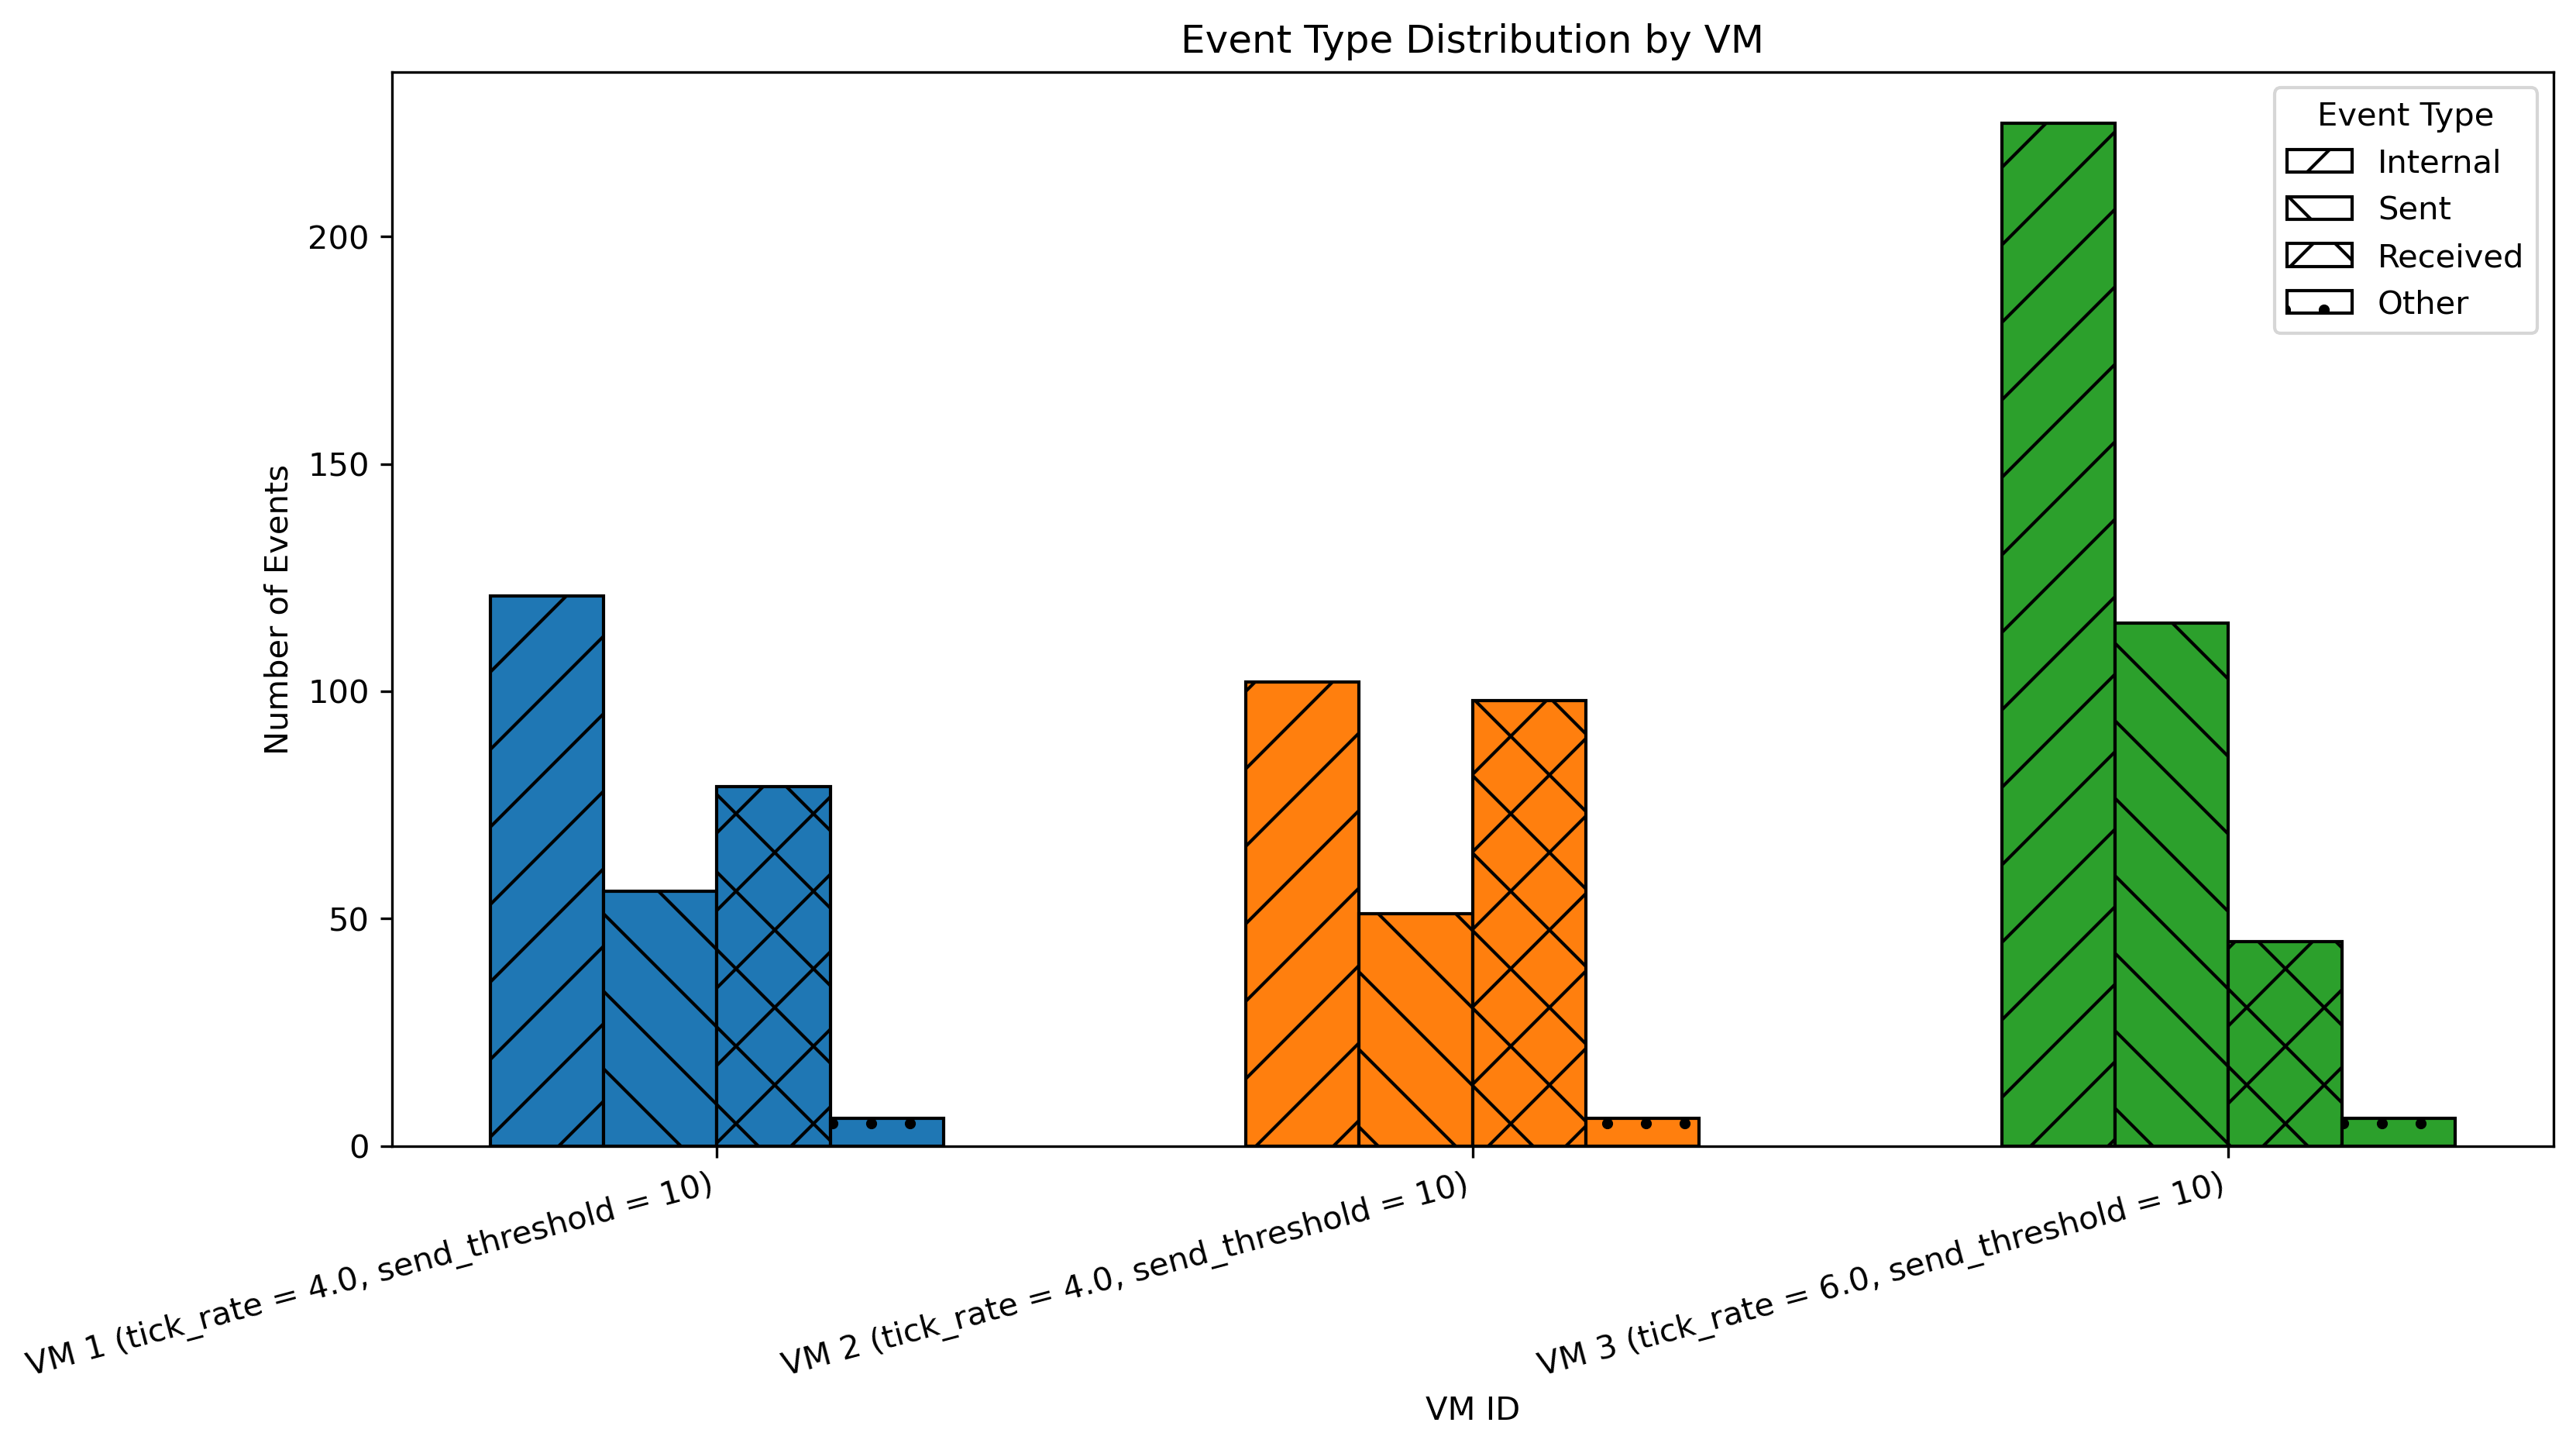 Event Type Distribution by VM
Event Type
Internal
Sent
Received
Other
Number of Events
200
150
100
50
0
VM 1 (tick_rate = 4.0, send_threshold = 10)
VM 2 (tick_rate = 4.0, send_threshold = 10)
VM 3 (tick_rate = 6.0, send_threshold = 10)
VM ID